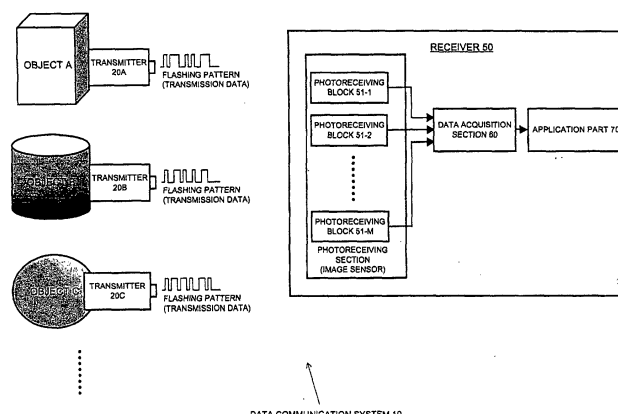 OBJECT A
TRANSMITTER
20A
FLASHING PATTERN
(TRANSMISSION DATA)
OBJECT B
TRANSMITTER
20B
FLASHING PATTERN
(TRANSMISSION DATA)
OBJECT C
TRANSMITTER
20C
FLASHING PATTERN
(TRANSMISSION DATA)
RECEIVER 50
PHOTORECEIVING
BLOCK 51-1
PHOTORECEIVING
BLOCK 51-2
PHOTORECEIVING
BLOCK 51-M
PHOTORECEIVING
SECTION
(IMAGE SENSOR)
DATA ACQUISITION
SECTION 60
APPLICATION PART 70
DATA COMMUNICATION SYSTEM 10